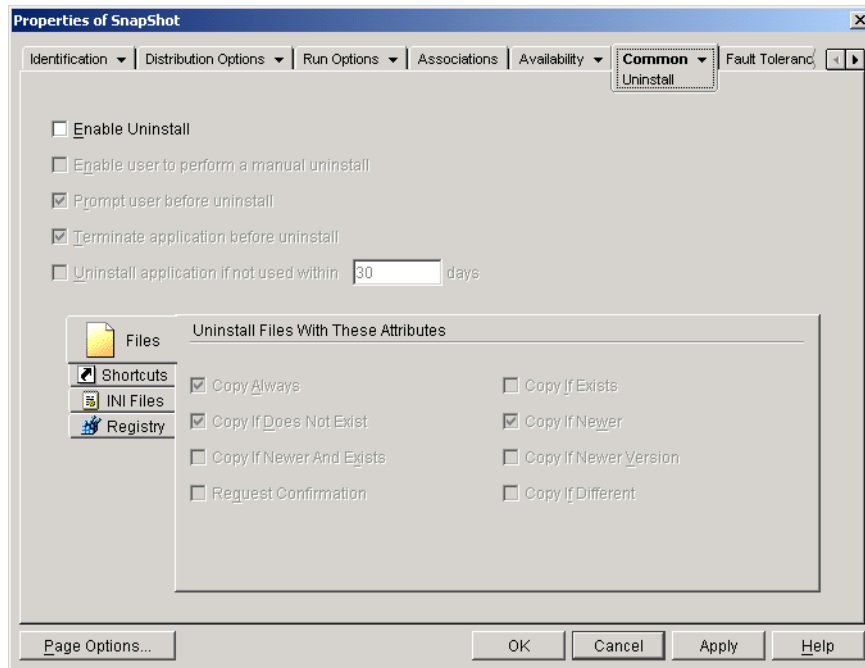 Properties of SnapShot
Identification Distribution Options Run Options Associations Availability Common Fault Toleranc
Uninstall
Enable Uninstall
Enable user to perform a manual uninstall
Prompt user before uninstall
Terminate application before uninstall
Uninstall application if not used within 30 days
Files
Shortcuts
INI Files
Registry
Uninstall Files With These Attributes
Copy Always Copy If Exists
Copy If Does Not Exist Copy If Newer
Copy If Newer And Exists Copy If Newer Version
Request Confirmation Copy If Different
Page Options... OK Cancel Apply Help